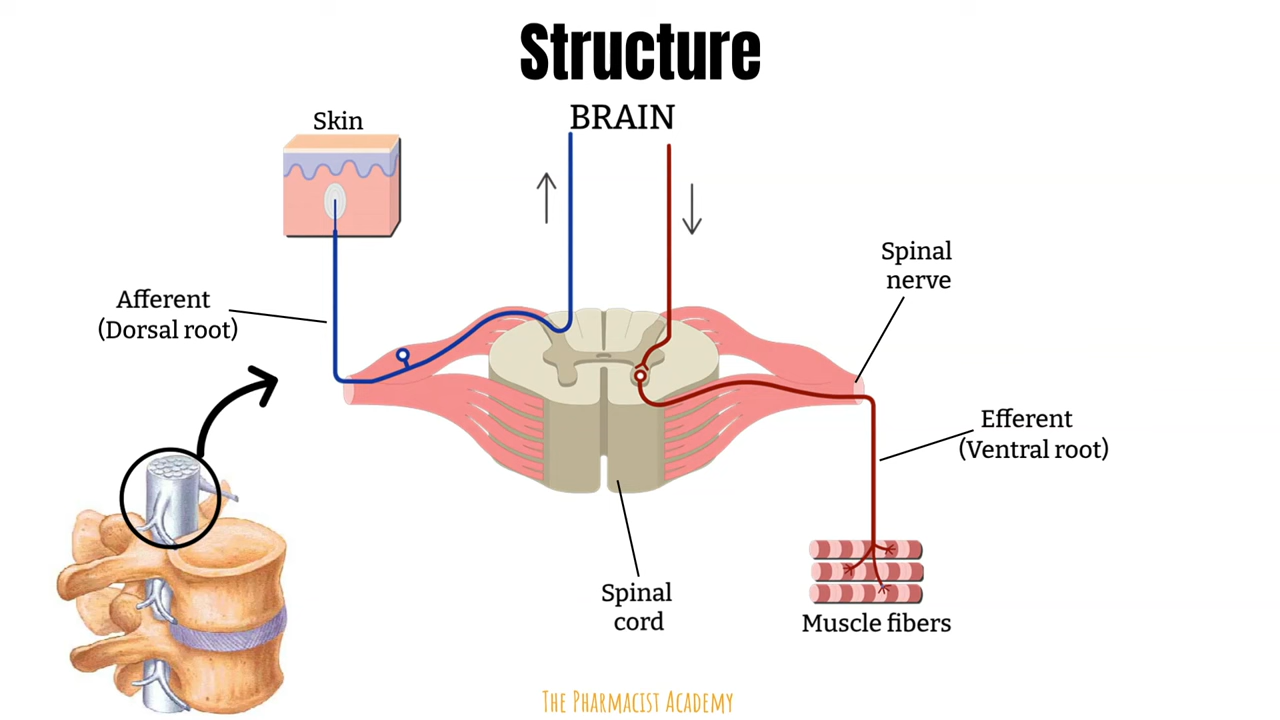 Structure
Skin
BRAIN
Spinal
nerve
Afferent
(Dorsal root)
Efferent
(Ventral root)
Spinal
cord
Muscle fibers
The Pharmacist Academy